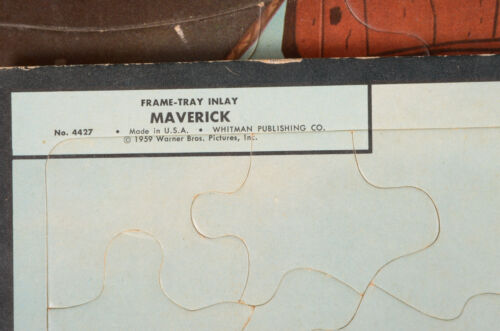 FRAME-TRAY INLAY
MAVERICK
No. 4427 • Made in U.S.A. • WHITMAN PUBLISHING CO.
© 1959 Warner Bros. Pictures, Inc.